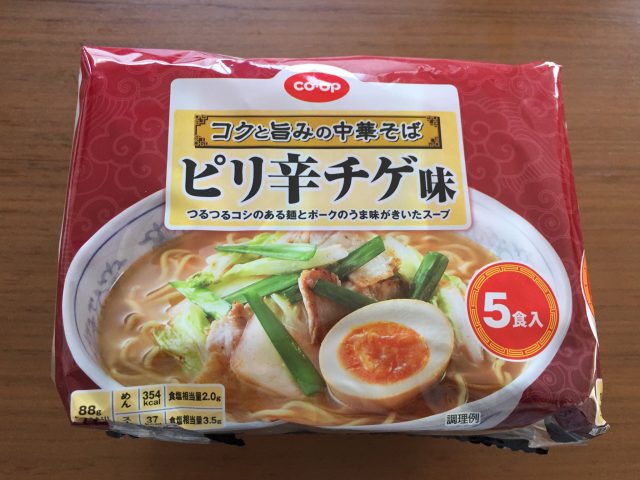 CO·OP
コクと旨みの中華そば
ピリ辛チゲ味
つるつるコシのある麺とポークのうま味がきいたスープ
5食入
88g
めん 354kcal 食塩相当量2.0g
37 食塩相当量3.5g
調理例